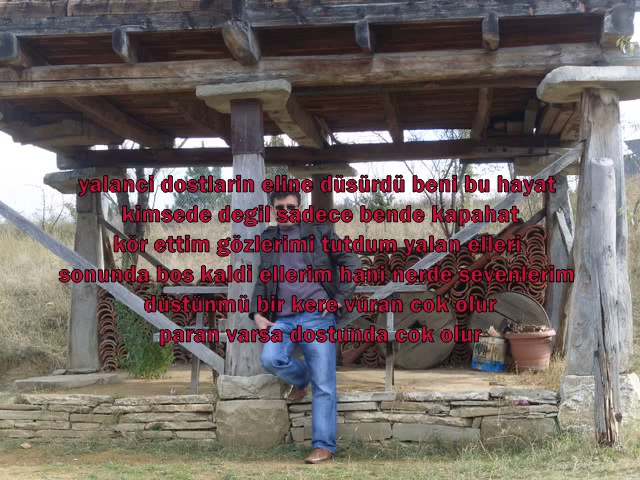 yalanci dostlarin eline düsürdü beni bu hayat
kimsede degil sadece bende kapahat
kör ettim gözlerimi tutdum yalan elleri
sonunda bos kaldi ellerim hani nerde sevenlerim
düstünmü bir kere vuran cok olur
paran varsa dostunda cok olur